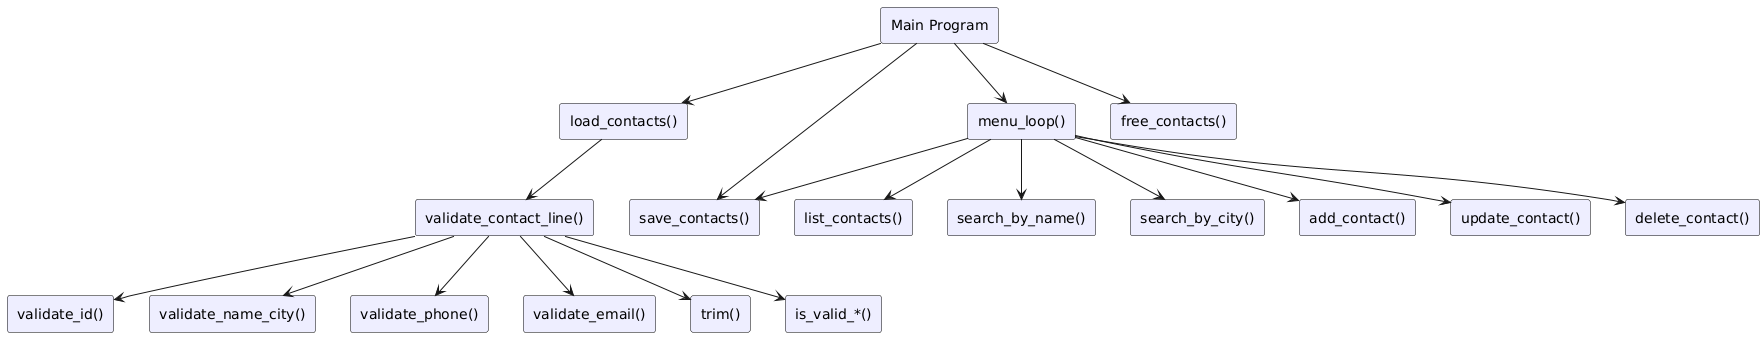 Main Program
load_contacts()
menu_loop()
free_contacts()
validate_contact_line()
save_contacts()
list_contacts()
search_by_name()
search_by_city()
add_contact()
update_contact()
delete_contact()
validate_id()
validate_name_city()
validate_phone()
validate_email()
trim()
is_valid_*()